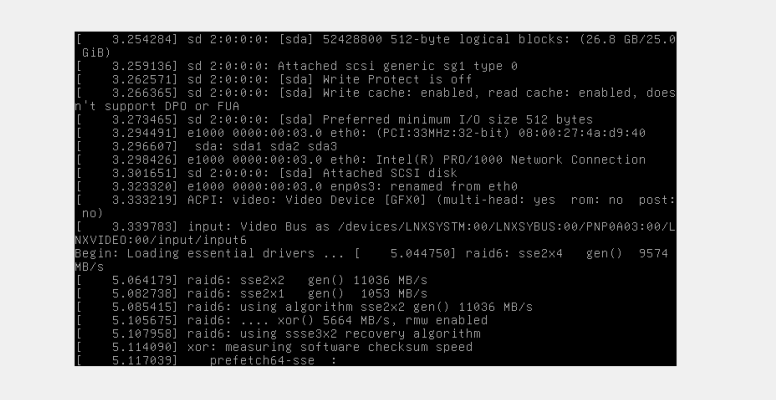 [    3.254284] sd 2:0:0:0: [sda] 52428800 512-byte logical blocks: (26.8 GB/25.0
 GiB)
[    3.259136] sd 2:0:0:0: Attached scsi generic sg1 type 0
[    3.262571] sd 2:0:0:0: [sda] Write Protect is off
[    3.266365] sd 2:0:0:0: [sda] Write cache: enabled, read cache: enabled, does
n't support DPO or FUA
[    3.273465] sd 2:0:0:0: [sda] Preferred minimum I/O size 512 bytes
[    3.294491] e1000 0000:00:03.0 eth0: (PCI:33MHz:32-bit) 08:00:27:4a:d9:40
[    3.296607]  sda: sda1 sda2 sda3
[    3.298426] e1000 0000:00:03.0 eth0: Intel(R) PRO/1000 Network Connection
[    3.301651] sd 2:0:0:0: [sda] Attached SCSI disk
[    3.323320] e1000 0000:00:03.0 enp0s3: renamed from eth0
[    3.333219] ACPI: video: Video Device [GFX0] (multi-head: yes  rom: no  post:
 no)
[    3.339783] input: Video Bus as /devices/LNXSYSTM:00/LNXSYBUS:00/PNP0A03:00/L
NXVIDEO:00/input/input6
Begin: Loading essential drivers ... [    5.044750] raid6: sse2x4   gen()  9574
MB/s
[    5.064179] raid6: sse2x2   gen() 11036 MB/s
[    5.082738] raid6: sse2x1   gen()  1053 MB/s
[    5.085415] raid6: using algorithm sse2x2 gen() 11036 MB/s
[    5.105675] raid6: .... xor() 5664 MB/s, rmw enabled
[    5.107958] raid6: using ssse3x2 recovery algorithm
[    5.114090] xor: measuring software checksum speed
[    5.117039]    prefetch64-sse  :